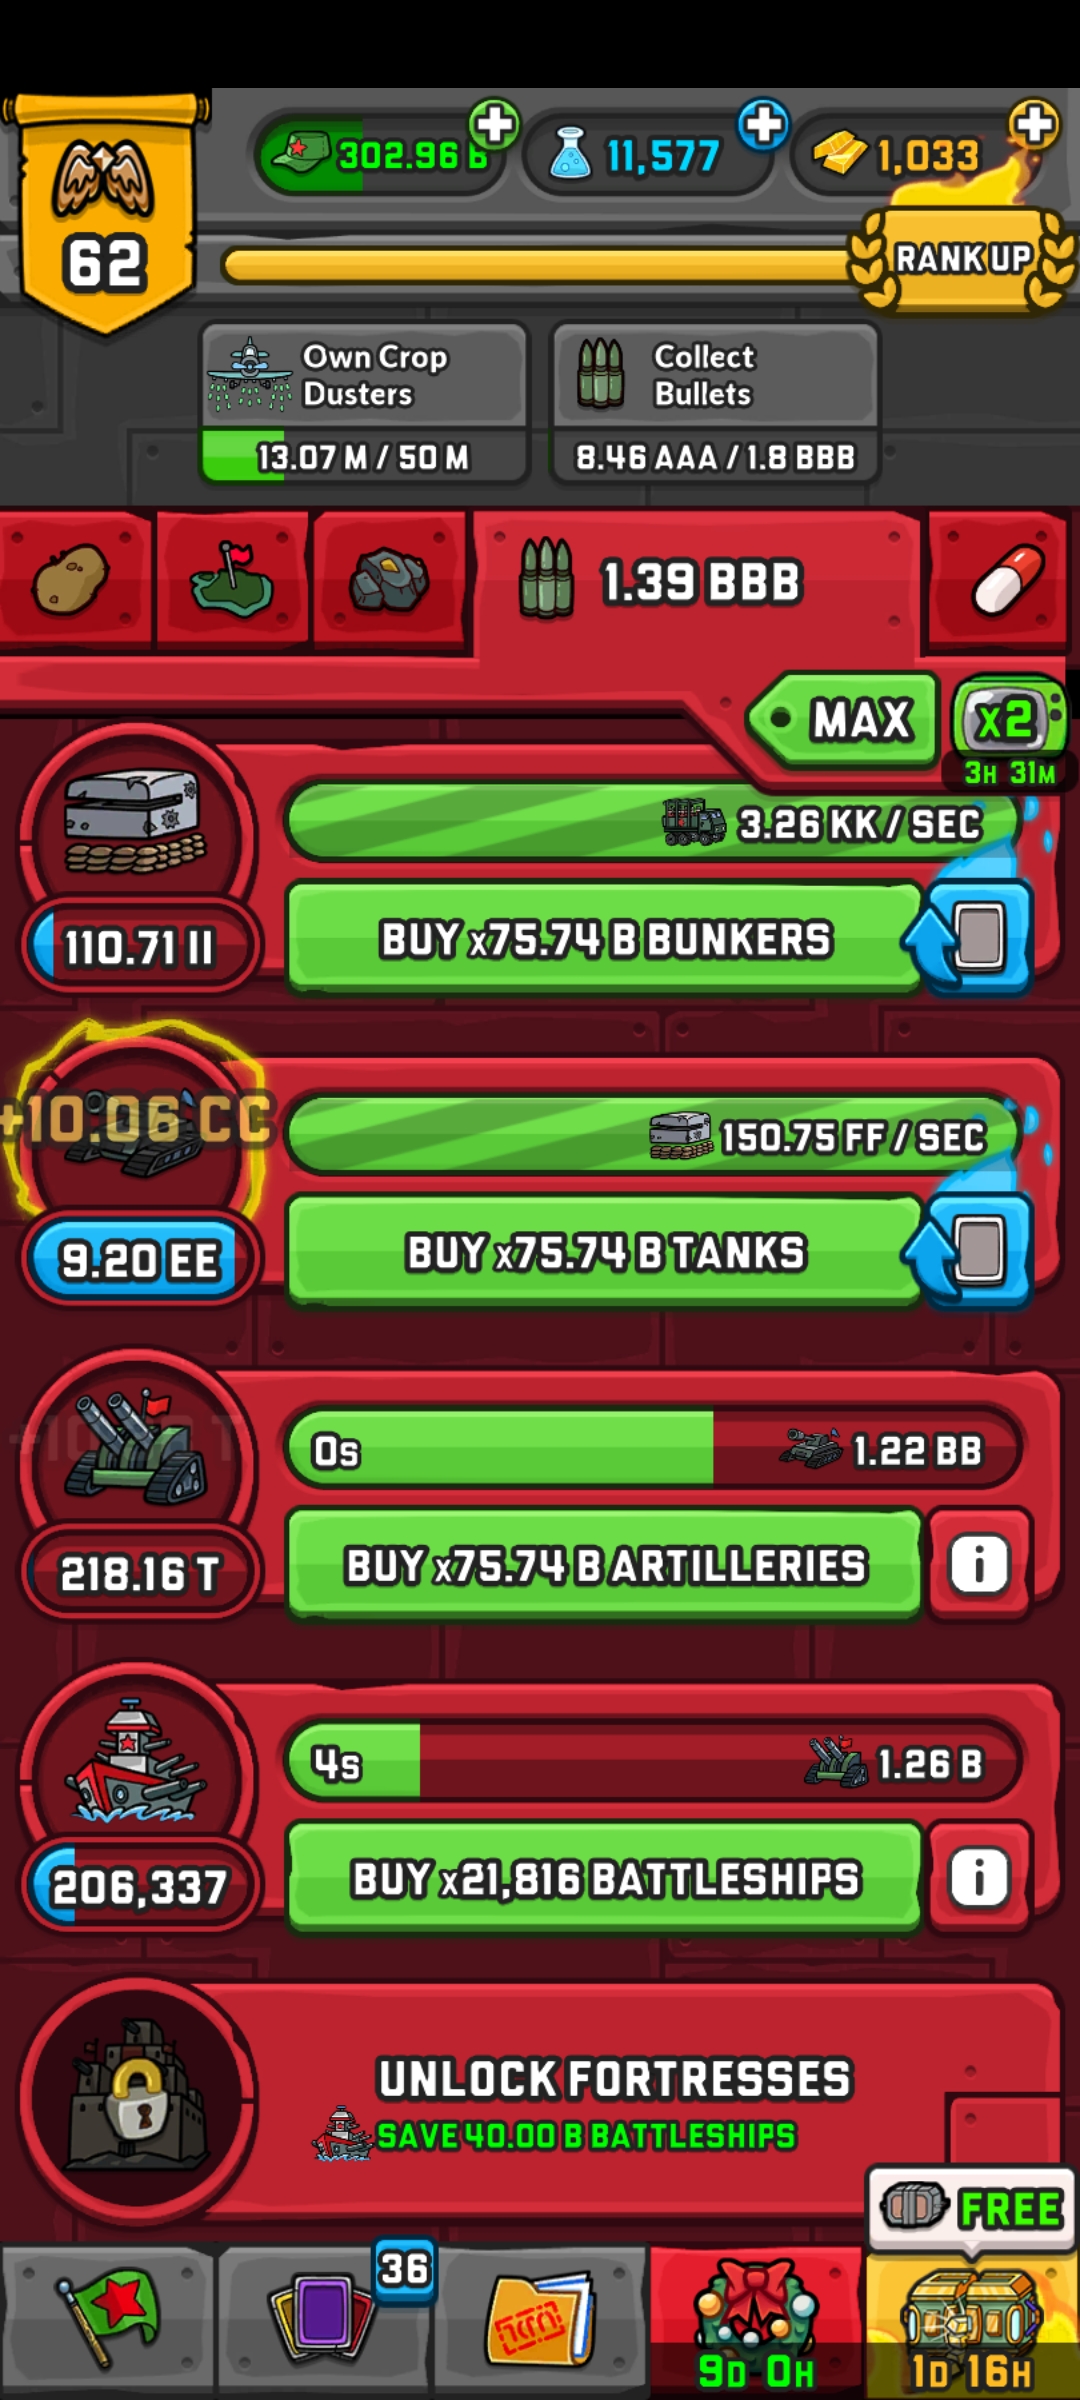 302.96 B
11,577
1,033
62
RANK UP
Own Crop
Dusters
13.07 M / 50 M
Collect
Bullets
8.46 AAA / 1.8 BBB
1.39 BBB
MAX
x2
3H 31M
3.26 KK / SEC
110.71 II
BUY x75.74 B BUNKERS
+10.06 CC
150.75 FF / SEC
9.20 EE
BUY x75.74 B TANKS
0s
1.22 BB
218.16 T
BUY x75.74 B ARTILLERIES
i
4s
1.26 B
206,337
BUY x21,816 BATTLESHIPS
i
UNLOCK FORTRESSES
SAVE 40.00 B BATTLESHIPS
FREE
36
9D 0H
1D 16H